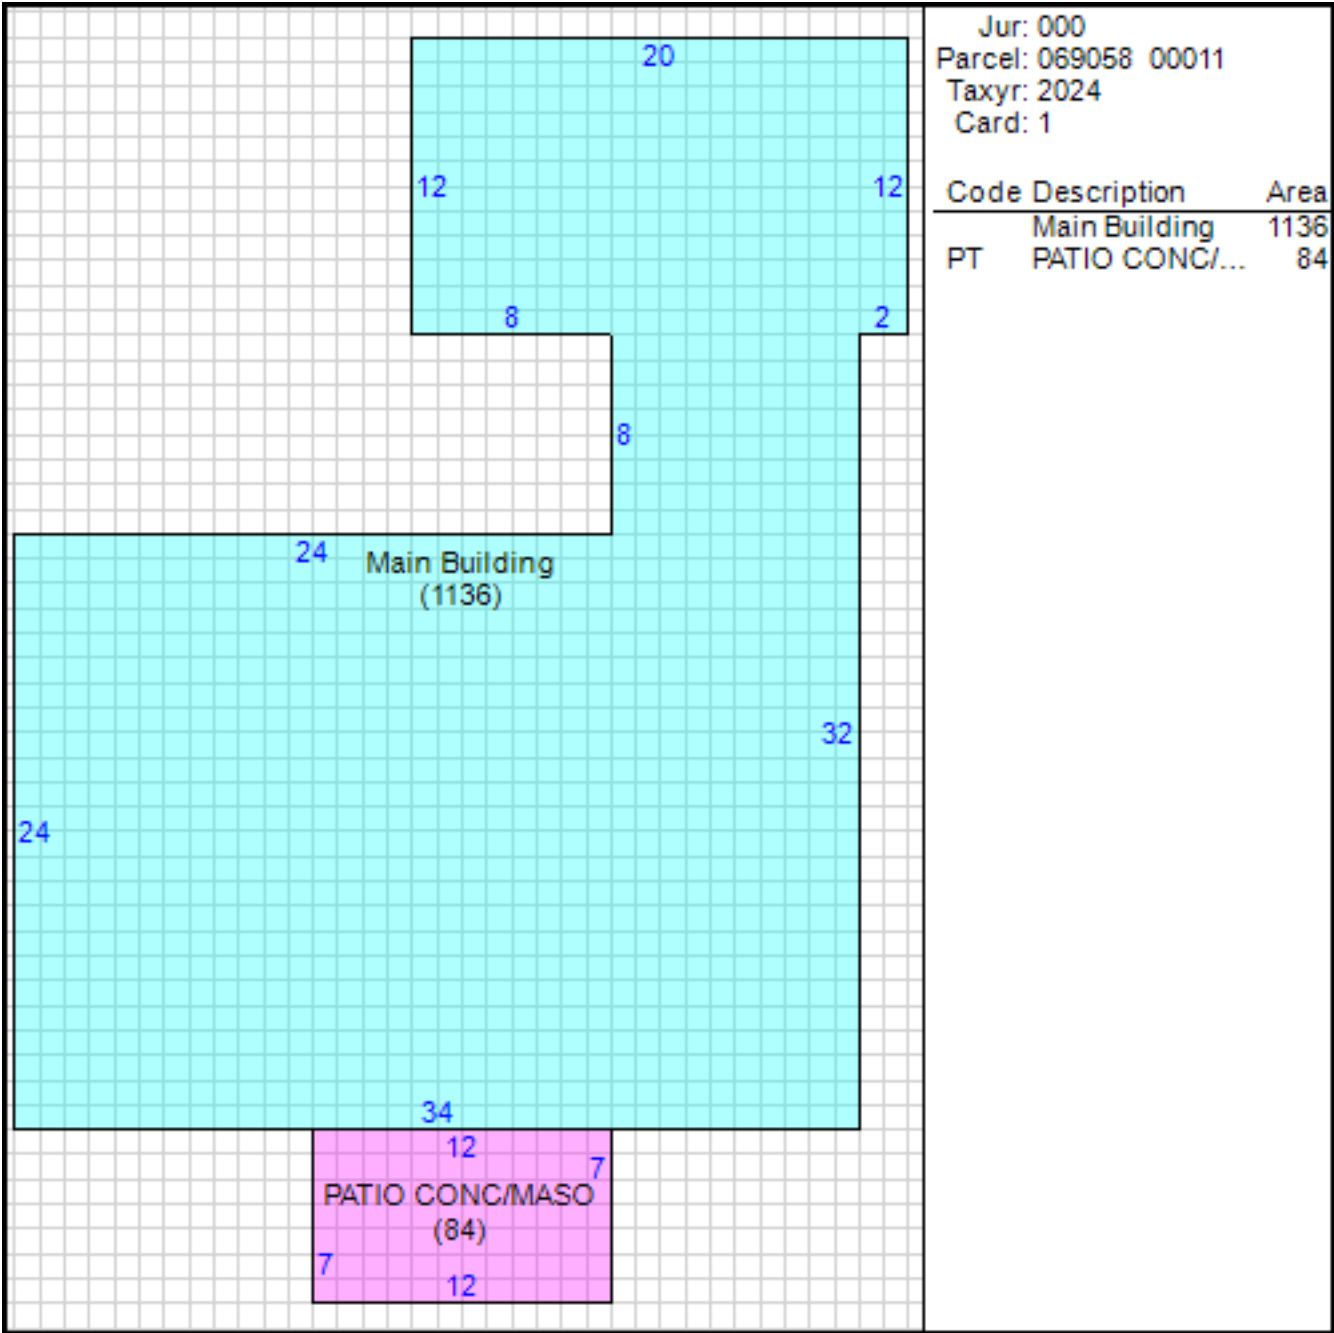 20
12
12
8
2
8
24
Main Building
(1136)
32
24
34
12
7
PATIO CONC/MASO
(84)
7
12
Jur: 000
Parcel: 069058 00011
Taxyr: 2024
Card: 1
Code Description Area
Main Building 1136
PT PATIO CONC/... 84